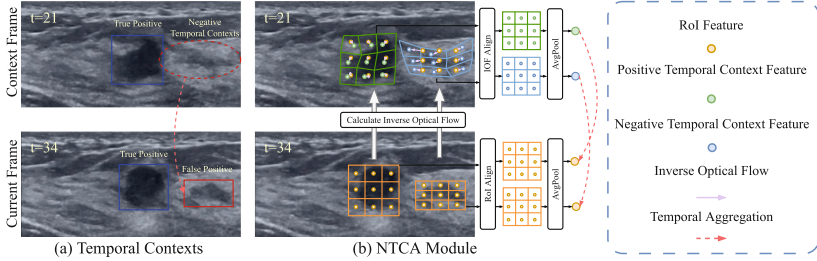 Context Frame
t=21
True Positive
Negative
Temporal Contexts
Current Frame
t=34
True Positive
False Positive
(a) Temporal Contexts
t=21
Calculate Inverse Optical Flow
t=34
IOF Align
AvgPool
RoI Align
AvgPool
(b) NTCA Module
RoI Feature
Positive Temporal Context Feature
Negative Temporal Context Feature
Inverse Optical Flow
Temporal Aggregation